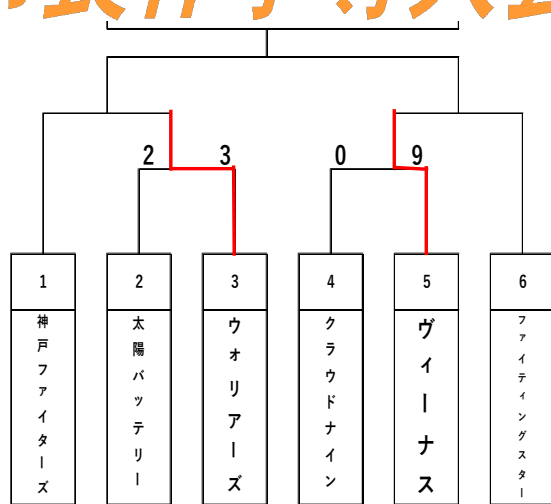 2 3 0 9
1 2 3 4 5 6
神戸ファイターズ
太陽バッテリー
ウォリアーズ
クラウドナイン
ヴィーナス
ファイティングスター